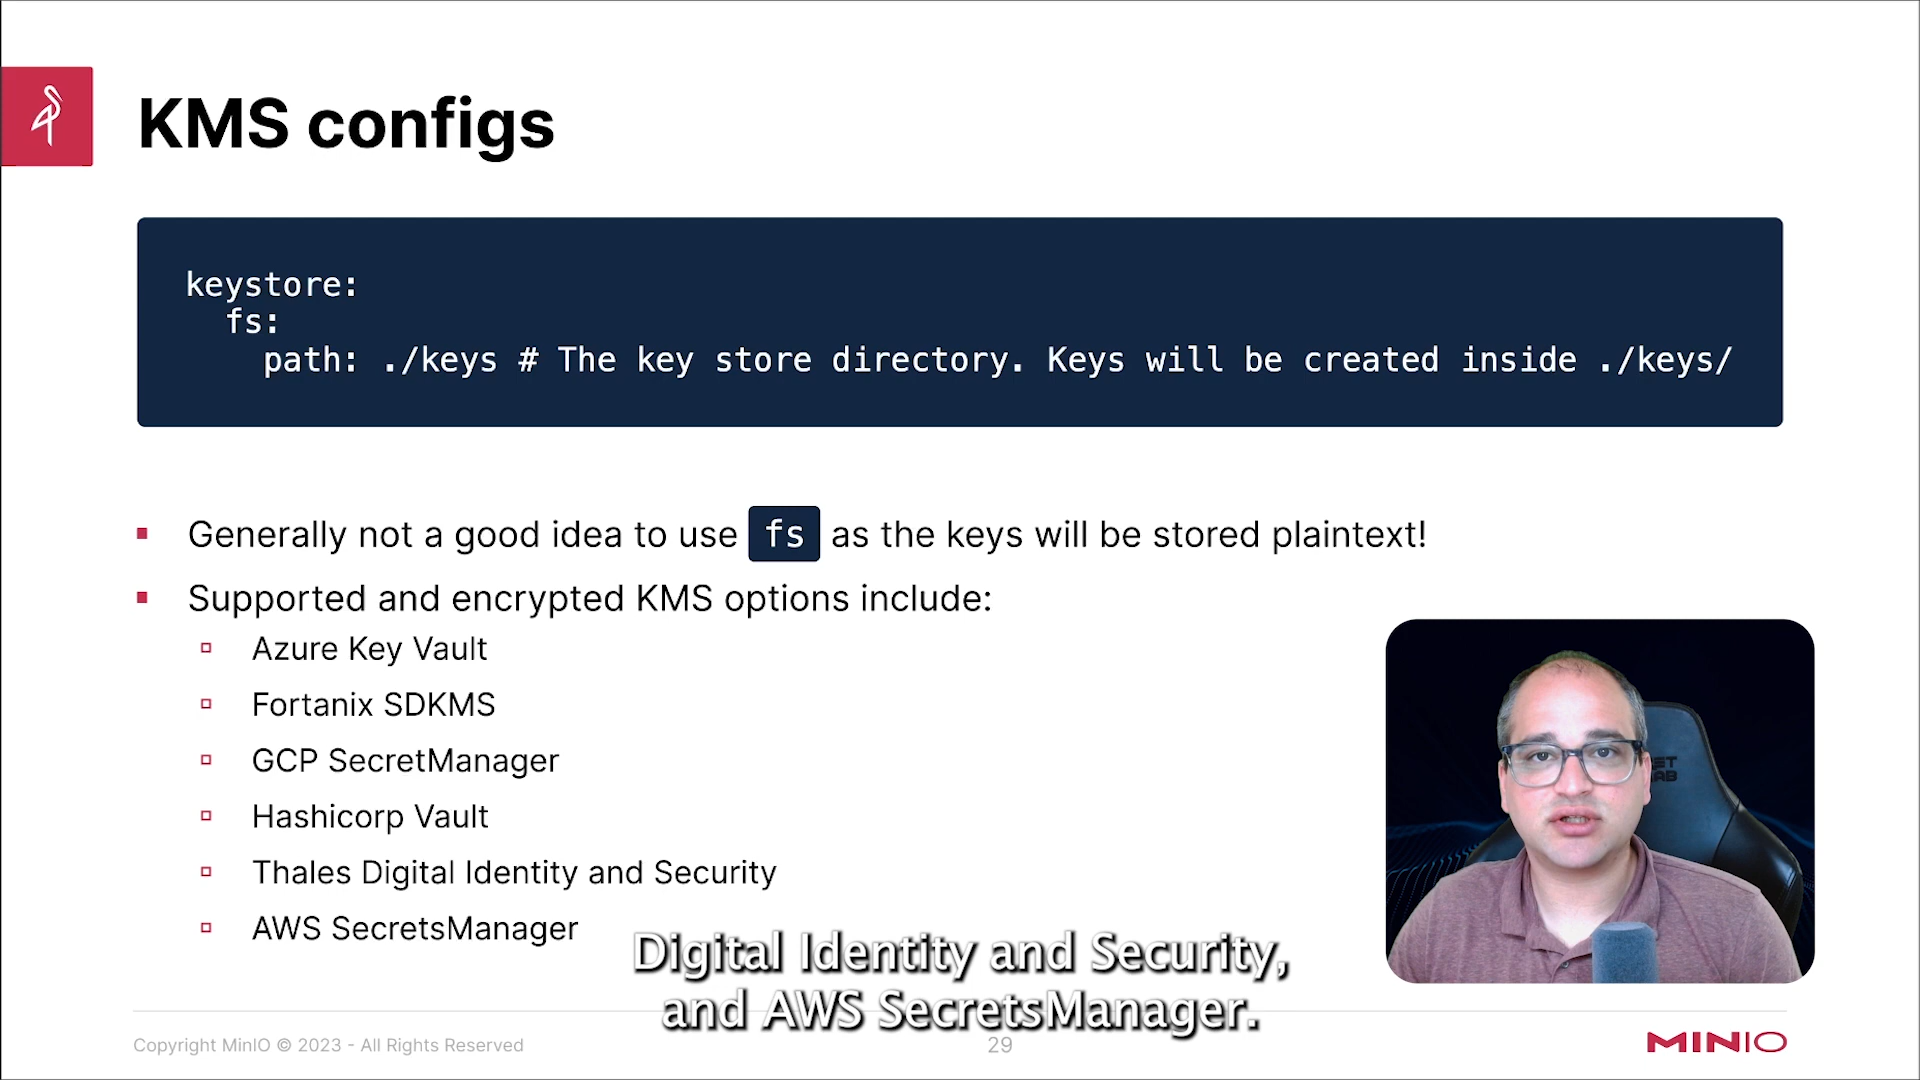 KMS configs
keystore:
fs:
path: ./keys # The key store directory. Keys will be created inside ./keys/
Generally not a good idea to use fs as the keys will be stored plaintext!
Supported and encrypted KMS options include:
Azure Key Vault
Fortanix SDKMS
GCP SecretManager
Hashicorp Vault
Thales Digital Identity and Security
AWS SecretsManager
Digital Identity and Security,
and AWS SecretsManager.
Copyright MinIO © 2023 - All Rights Reserved
29
MINIO